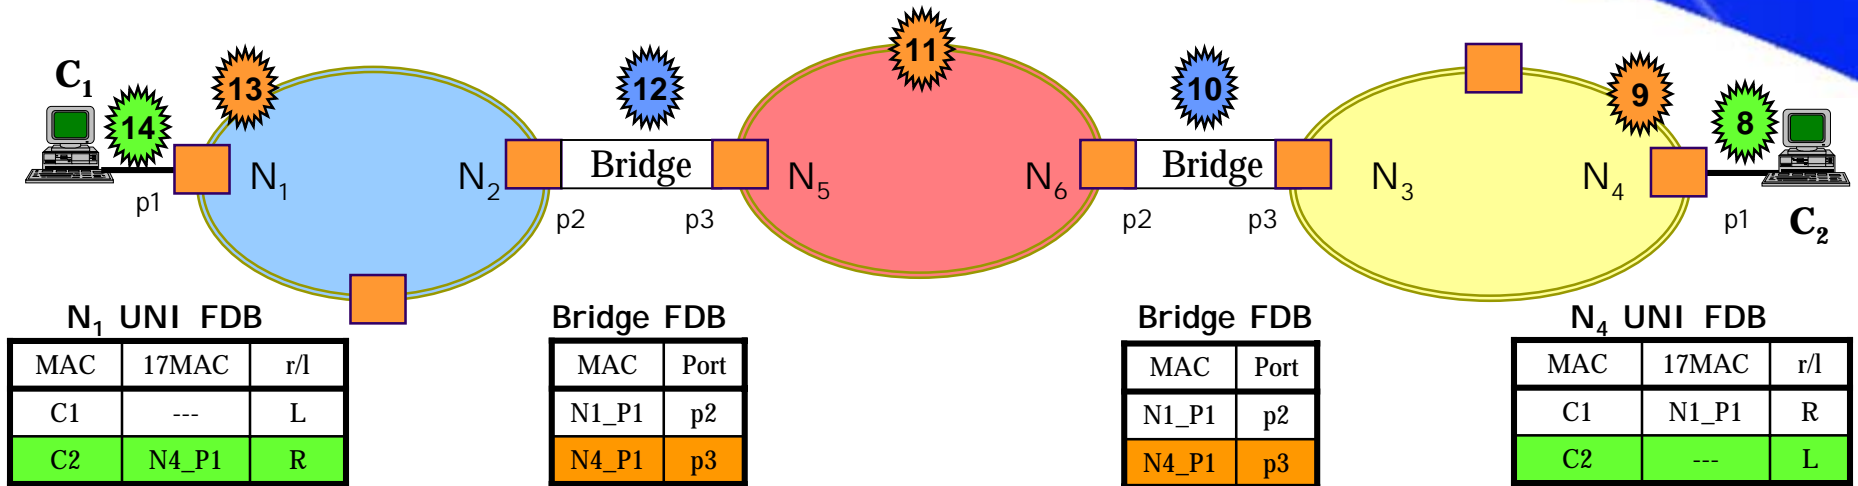 C1
14
13
12
11
10
9
8
C2
N1
N2
Bridge
N5
N6
Bridge
N3
N4
p1
p2
p3
p2
p3
p1
N1 UNI FDB
MAC 17MAC r/l
C1 --- L
C2 N4_P1 R
Bridge FDB
MAC Port
N1_P1 p2
N4_P1 p3
Bridge FDB
MAC Port
N1_P1 p2
N4_P1 p3
N4 UNI FDB
MAC 17MAC r/l
C1 N1_P1 R
C2 --- L